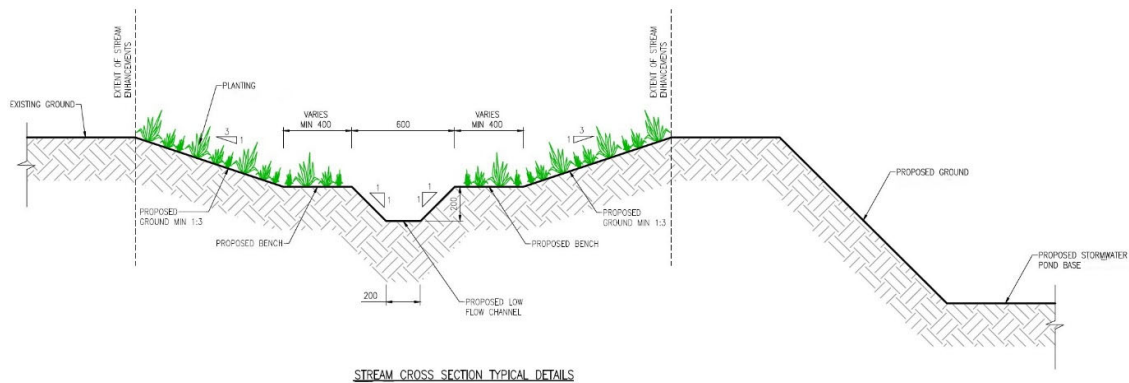 EXTENT OF STREAM
ENHANCEMENTS
EXTENT OF STREAM
ENHANCEMENTS
PLANTING
EXISTING GROUND
VARIES
MIN 400
600
VARIES
MIN 400
3
1
3
1
1
1
1
1
200
PROPOSED
GROUND MIN 1:3
PROPOSED BENCH
PROPOSED BENCH
PROPOSED
GROUND MIN 1:3
PROPOSED GROUND
PROPOSED STORMWATER
POND BASE
200
PROPOSED LOW
FLOW CHANNEL
STREAM CROSS SECTION TYPICAL DETAILS